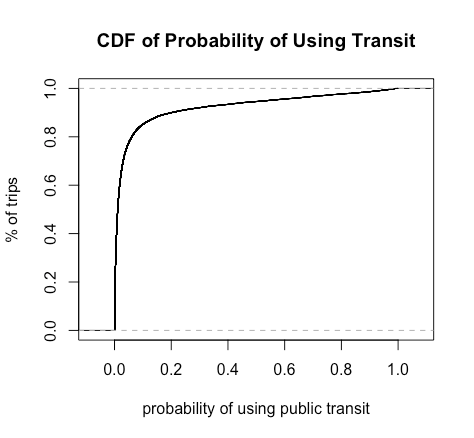 CDF of Probability of Using Transit
% of trips
1.0
0.8
0.6
0.4
0.2
0.0
0.0 0.2 0.4 0.6 0.8 1.0
probability of using public transit